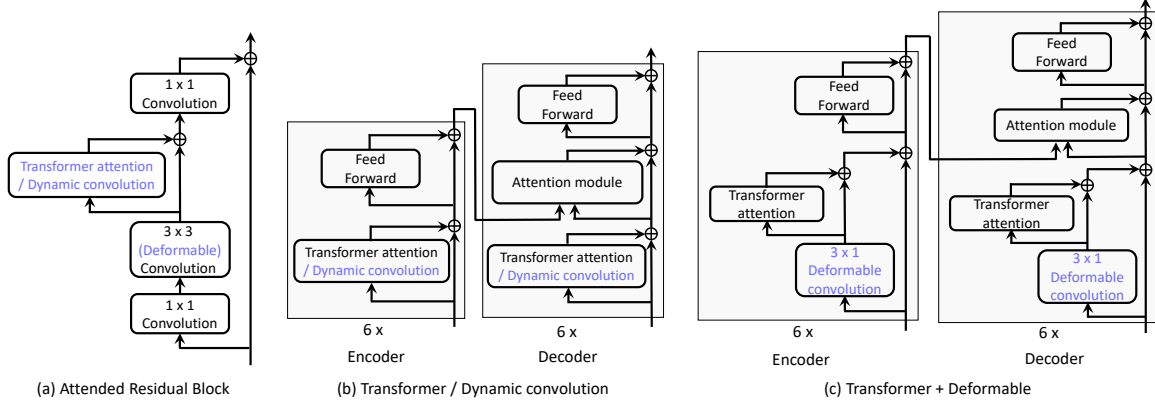 1 x 1
Convolution
Transformer attention
/ Dynamic convolution
3 x 3
(Deformable)
Convolution
1 x 1
Convolution
(a) Attended Residual Block
Feed
Forward
Transformer attention
/ Dynamic convolution
6 x
Encoder
Feed
Forward
Attention module
Transformer attention
/ Dynamic convolution
6 x
Decoder
(b) Transformer / Dynamic convolution
Feed
Forward
Transformer
attention
3 x 1
Deformable
convolution
6 x
Encoder
Feed
Forward
Attention module
Transformer
attention
3 x 1
Deformable
convolution
6 x
Decoder
(c) Transformer + Deformable